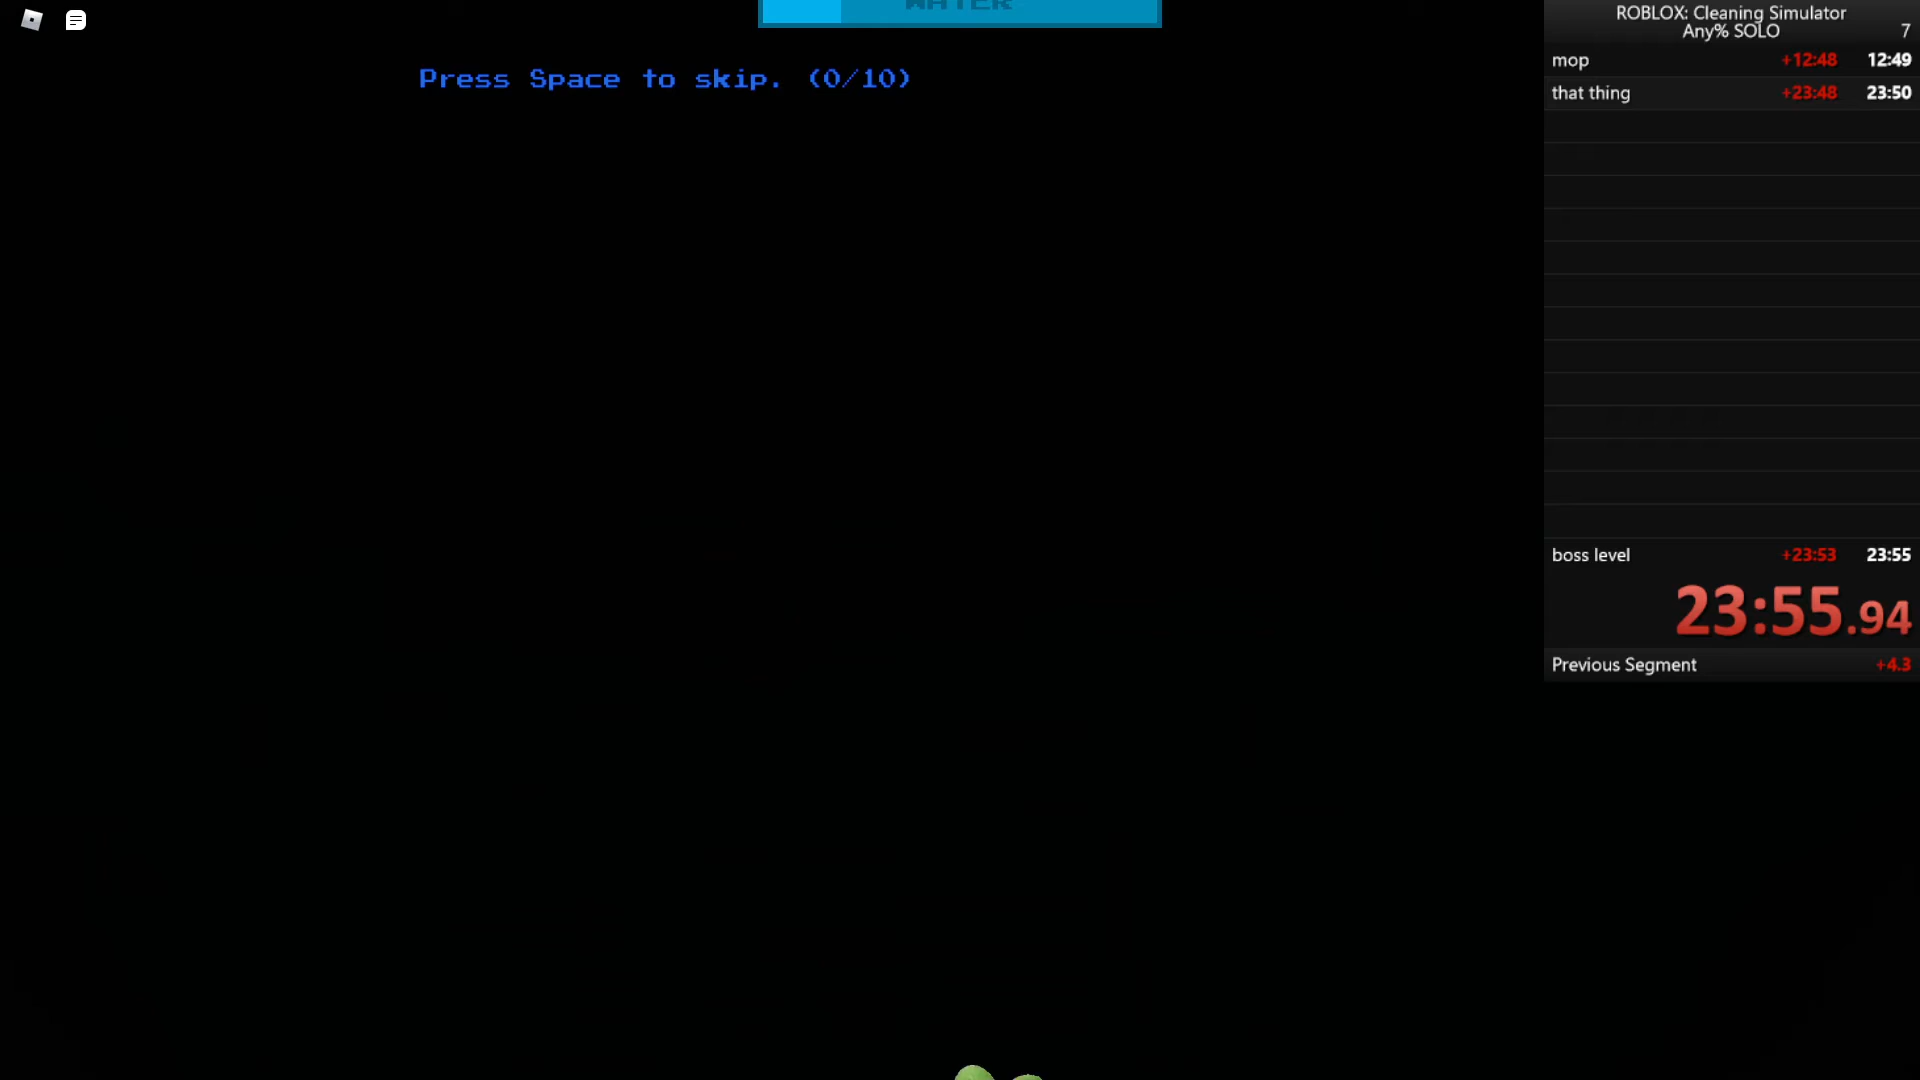 WATER
Press Space to skip. (0/10)
ROBLOX: Cleaning Simulator
Any% SOLO 7
mop +12:48 12:49
that thing +23:48 23:50
boss level +23:53 23:55
23:55.94
Previous Segment +4.3